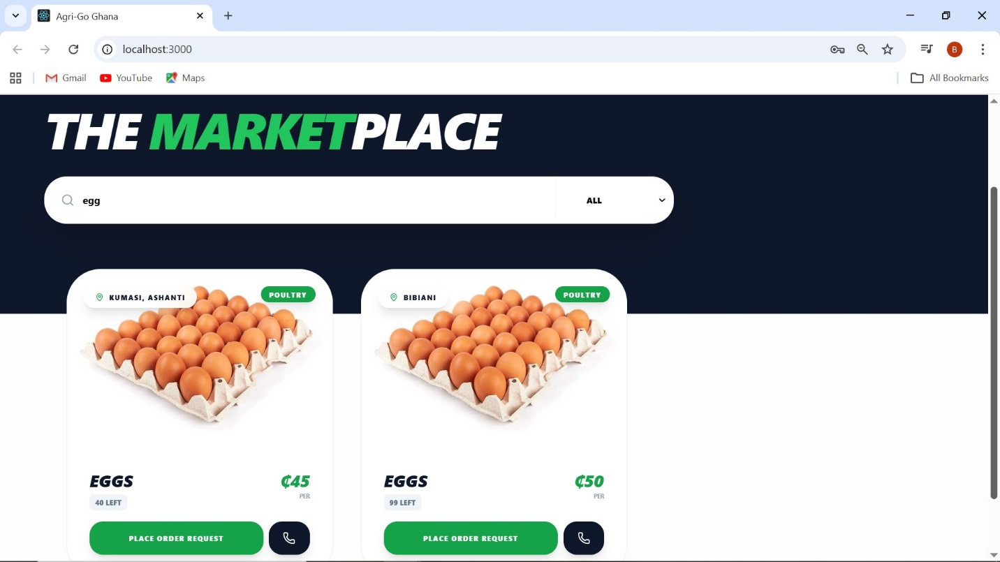 Agri-Go Ghana
localhost:3000
B
Gmail
YouTube
Maps
All Bookmarks
THE MARKETPLACE
egg
ALL
KUMASI, ASHANTI
POULTRY
BIBIANI
POULTRY
EGGS
₵45
PER
40 LEFT
PLACE ORDER REQUEST
EGGS
₵50
PER
99 LEFT
PLACE ORDER REQUEST